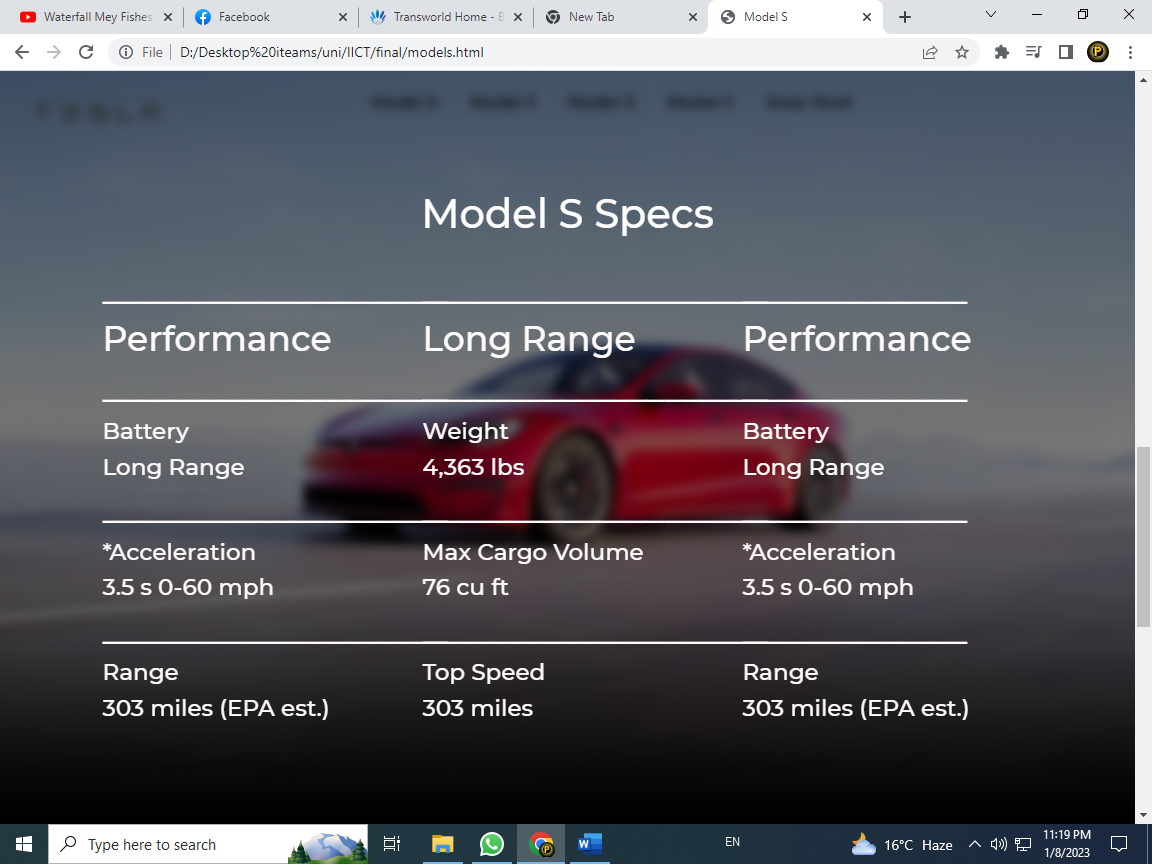 Waterfall Mey Fishes
Facebook
Transworld Home - B
New Tab
Model S
File
D:/Desktop%20iteams/uni/IICT/final/models.html
TESLA
Model S Specs
Performance Long Range Performance
Battery Weight Battery
Long Range 4,363 lbs Long Range
*Acceleration Max Cargo Volume *Acceleration
3.5 s 0-60 mph 76 cu ft 3.5 s 0-60 mph
Range Top Speed Range
303 miles (EPA est.) 303 miles 303 miles (EPA est.)
Type here to search
EN
16°C Haze
11:19 PM
1/8/2023